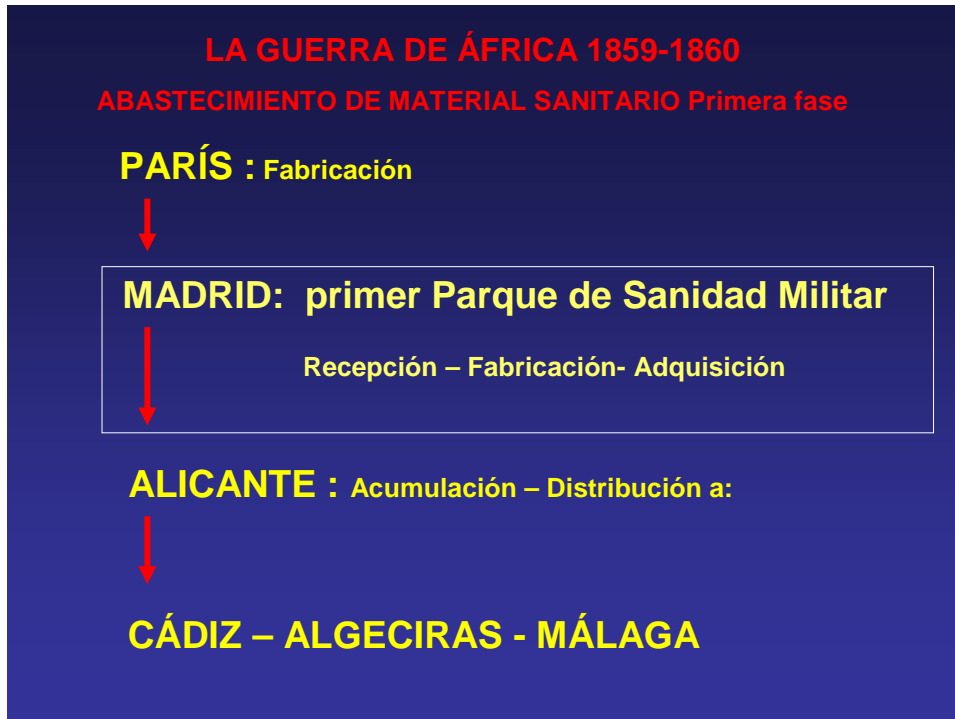 LA GUERRA DE ÁFRICA 1859-1860
ABASTECIMIENTO DE MATERIAL SANITARIO Primera fase
PARÍS : Fabricación
MADRID: primer Parque de Sanidad Militar
Recepción – Fabricación- Adquisición
ALICANTE : Acumulación – Distribución a:
CÁDIZ – ALGECIRAS - MÁLAGA